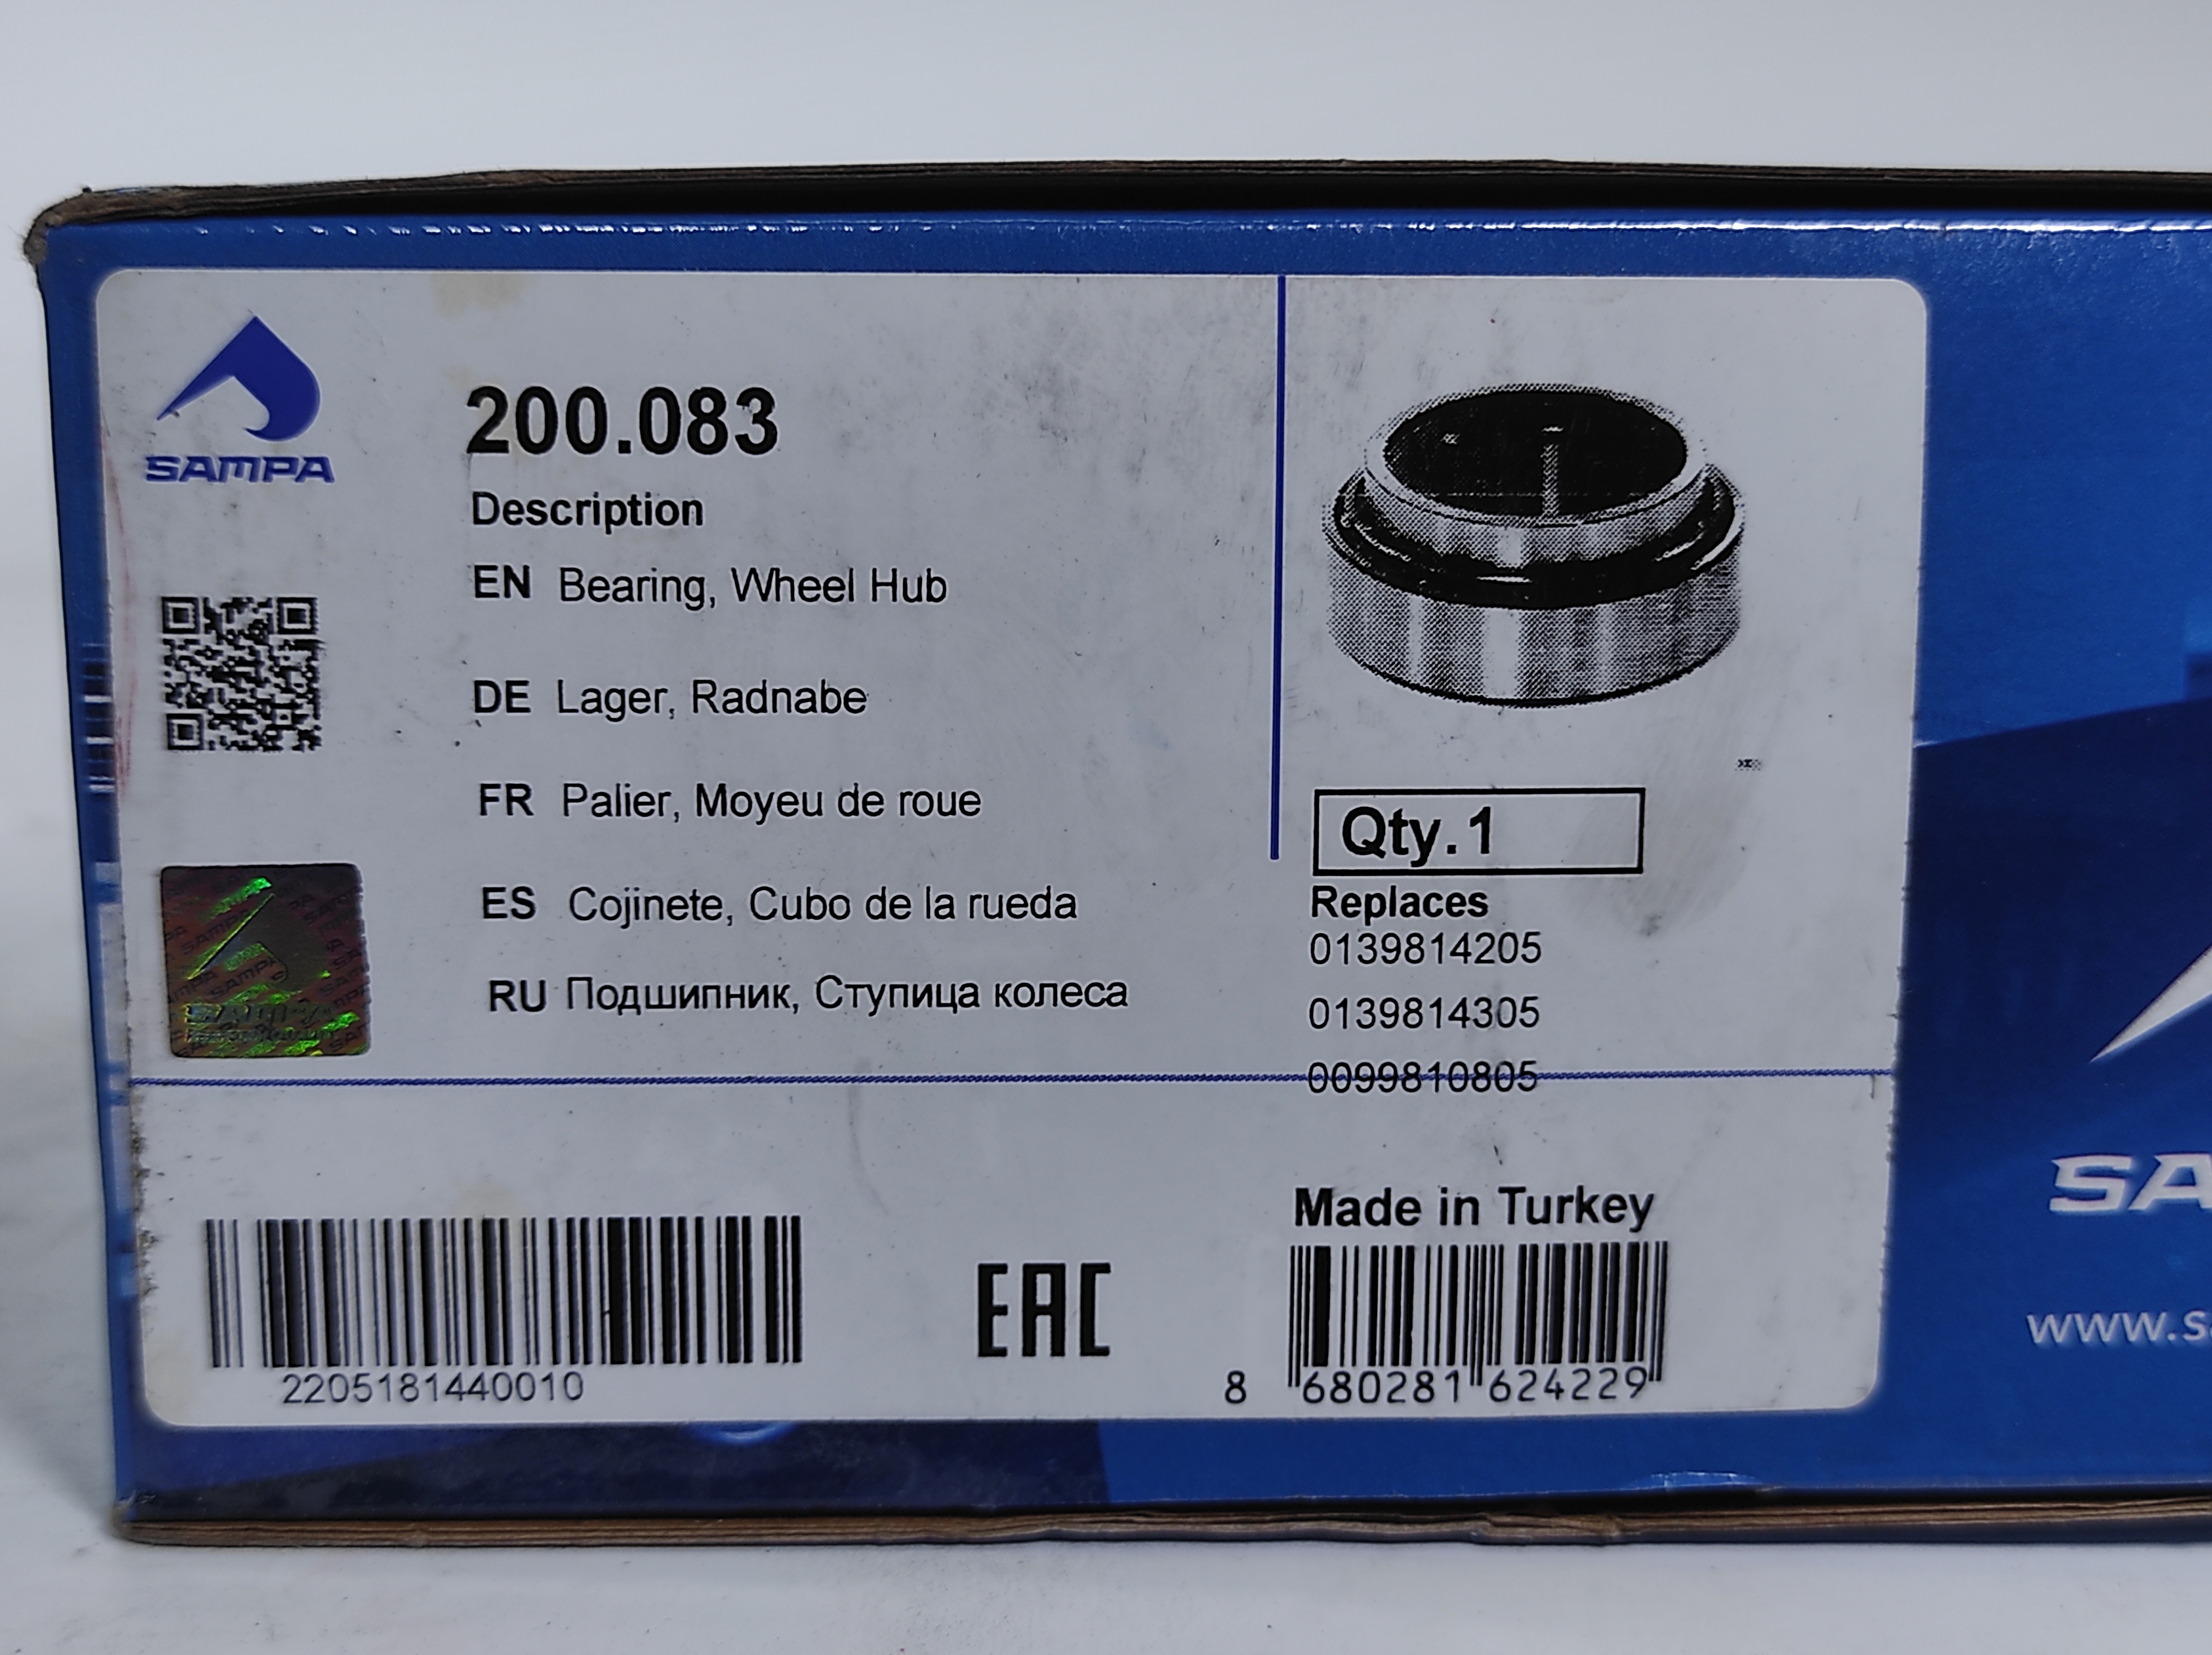 SAMPA
200.083
Description
EN Bearing, Wheel Hub
DE Lager, Radnabe
FR Palier, Moyeu de roue
ES Cojinete, Cubo de la rueda
RU Подшипник, Ступица колеса
Qty.1
Replaces
0139814205
0139814305
0099810805
Made in Turkey
2205181440010
EAC
8 680281 624229
SA
www.s